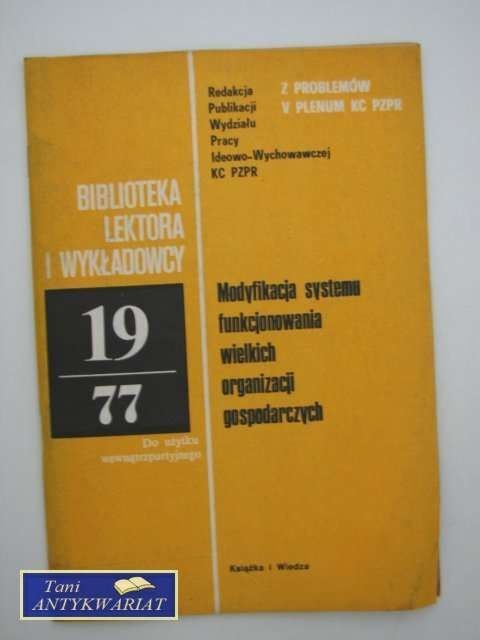 Redakcja
Publikacji
Wydziału
Pracy
Ideowo-Wychowawczej
KC PZPR
Z PROBLEMÓW
V PLENUM KC PZPR
BIBLIOTEKA
LEKTORA
I WYKŁADOWCY
19
77
Do użytku
wewnątrzpartyjnego
Modyfikacja systemu
funkcjonowania
wielkich
organizacji
gospodarczych
Książka i Wiedza
Tani
ANTYKWARIAT